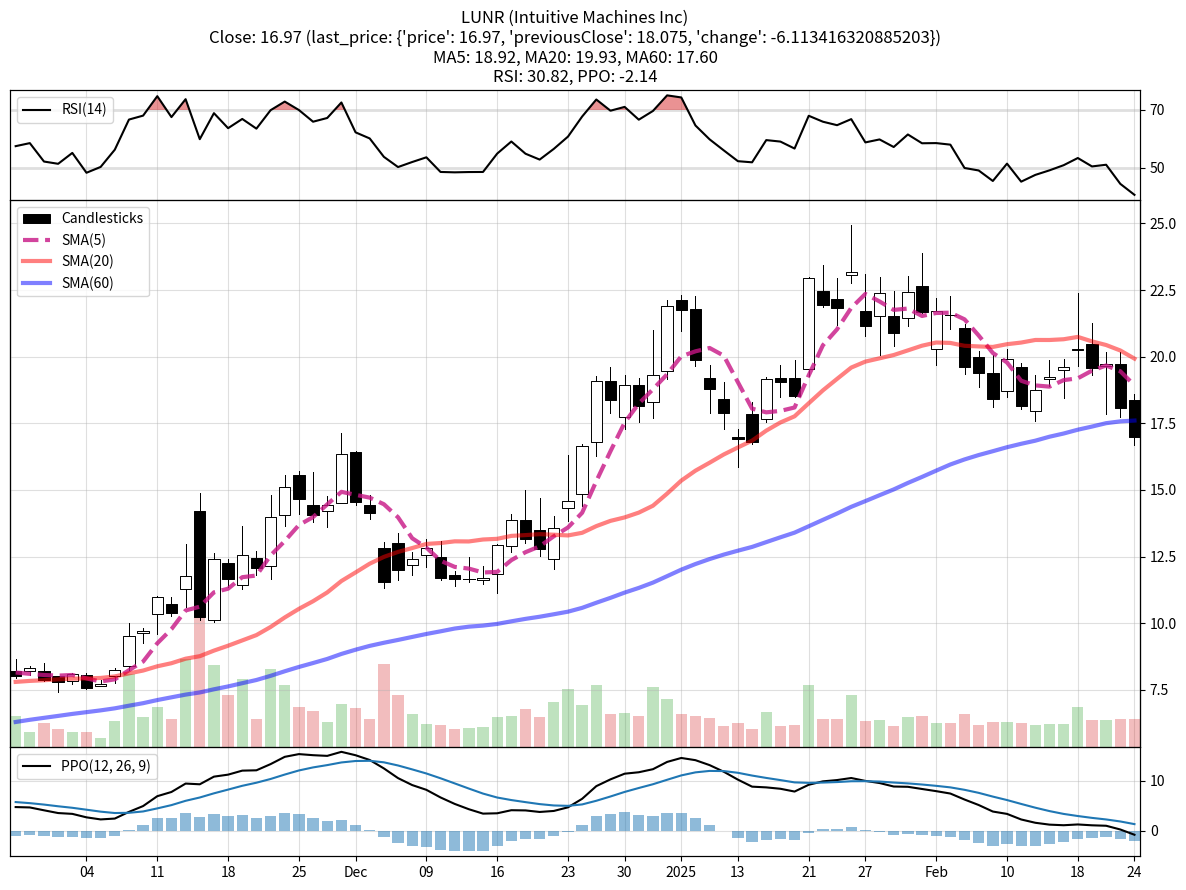 LUNR (Intuitive Machines Inc)
Close: 16.97 (last_price: {'price': 16.97, 'previousClose': 18.075, 'change': -6.113416320885203})
MA5: 18.92, MA20: 19.93, MA60: 17.60
RSI: 30.82, PPO: -2.14
RSI(14)
70
50
Candlesticks
SMA(5)
SMA(20)
SMA(60)
25.0
22.5
20.0
17.5
15.0
12.5
10.0
7.5
PPO(12, 26, 9)
10
0
04 11 18 25 Dec 09 16 23 30 2025 13 21 27 Feb 10 18 24